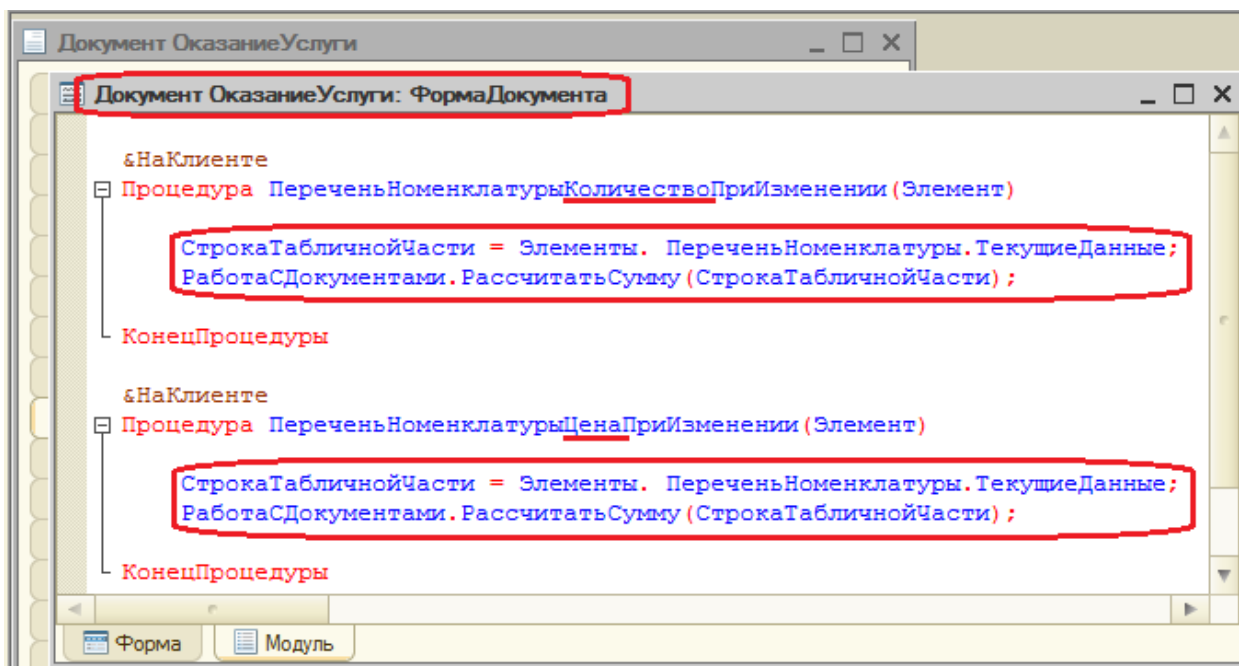 Документ ОказаниеУслуги
Документ ОказаниеУслуги: ФормаДокумента
&НаКлиенте
Процедура ПереченьНоменклатурыКоличествоПриИзменении(Элемент)
СтрокаТабличнойЧасти = Элементы. ПереченьНоменклатуры.ТекущиеДанные;
РаботаСДокументами.РассчитатьСумму(СтрокаТабличнойЧасти);
КонецПроцедуры
&НаКлиенте
Процедура ПереченьНоменклатурыЦенаПриИзменении(Элемент)
СтрокаТабличнойЧасти = Элементы. ПереченьНоменклатуры.ТекущиеДанные;
РаботаСДокументами.РассчитатьСумму(СтрокаТабличнойЧасти);
КонецПроцедуры
Форма Модуль